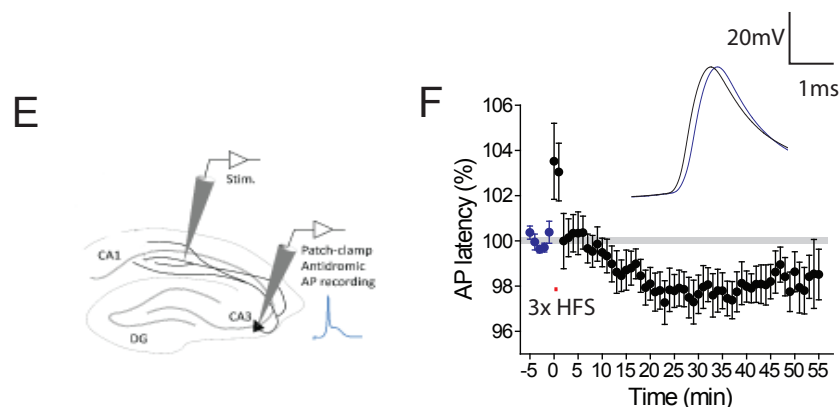 E
Stim.
CA1
Patch-clamp
Antidromic
AP recording
CA3
DG
F
20mV
1ms
AP latency (%)
106
104
102
100
98
96
3x HFS
-5 0 5 10 15 20 25 30 35 40 45 50 55
Time (min)